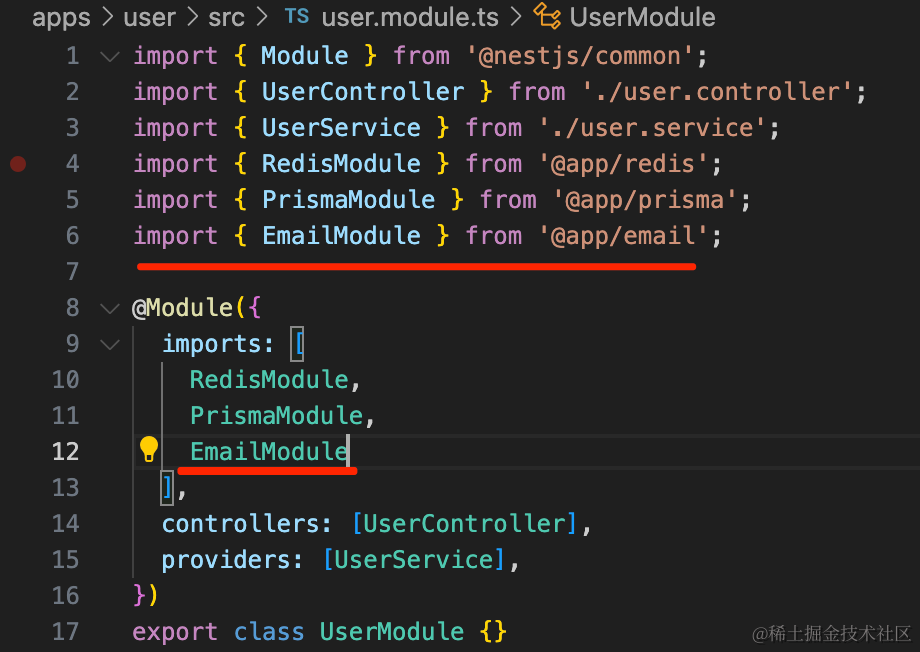 apps > user > src > TS user.module.ts > UserModule
1 import { Module } from '@nestjs/common';
2 import { UserController } from './user.controller';
3 import { UserService } from './user.service';
4 import { RedisModule } from '@app/redis';
5 import { PrismaModule } from '@app/prisma';
6 import { EmailModule } from '@app/email';
7
8 @Module({
9   imports: [
10     RedisModule,
11     PrismaModule,
12     EmailModule
13   ],
14   controllers: [UserController],
15   providers: [UserService],
16 })
17 export class UserModule {}
@稀土掘金技术社区